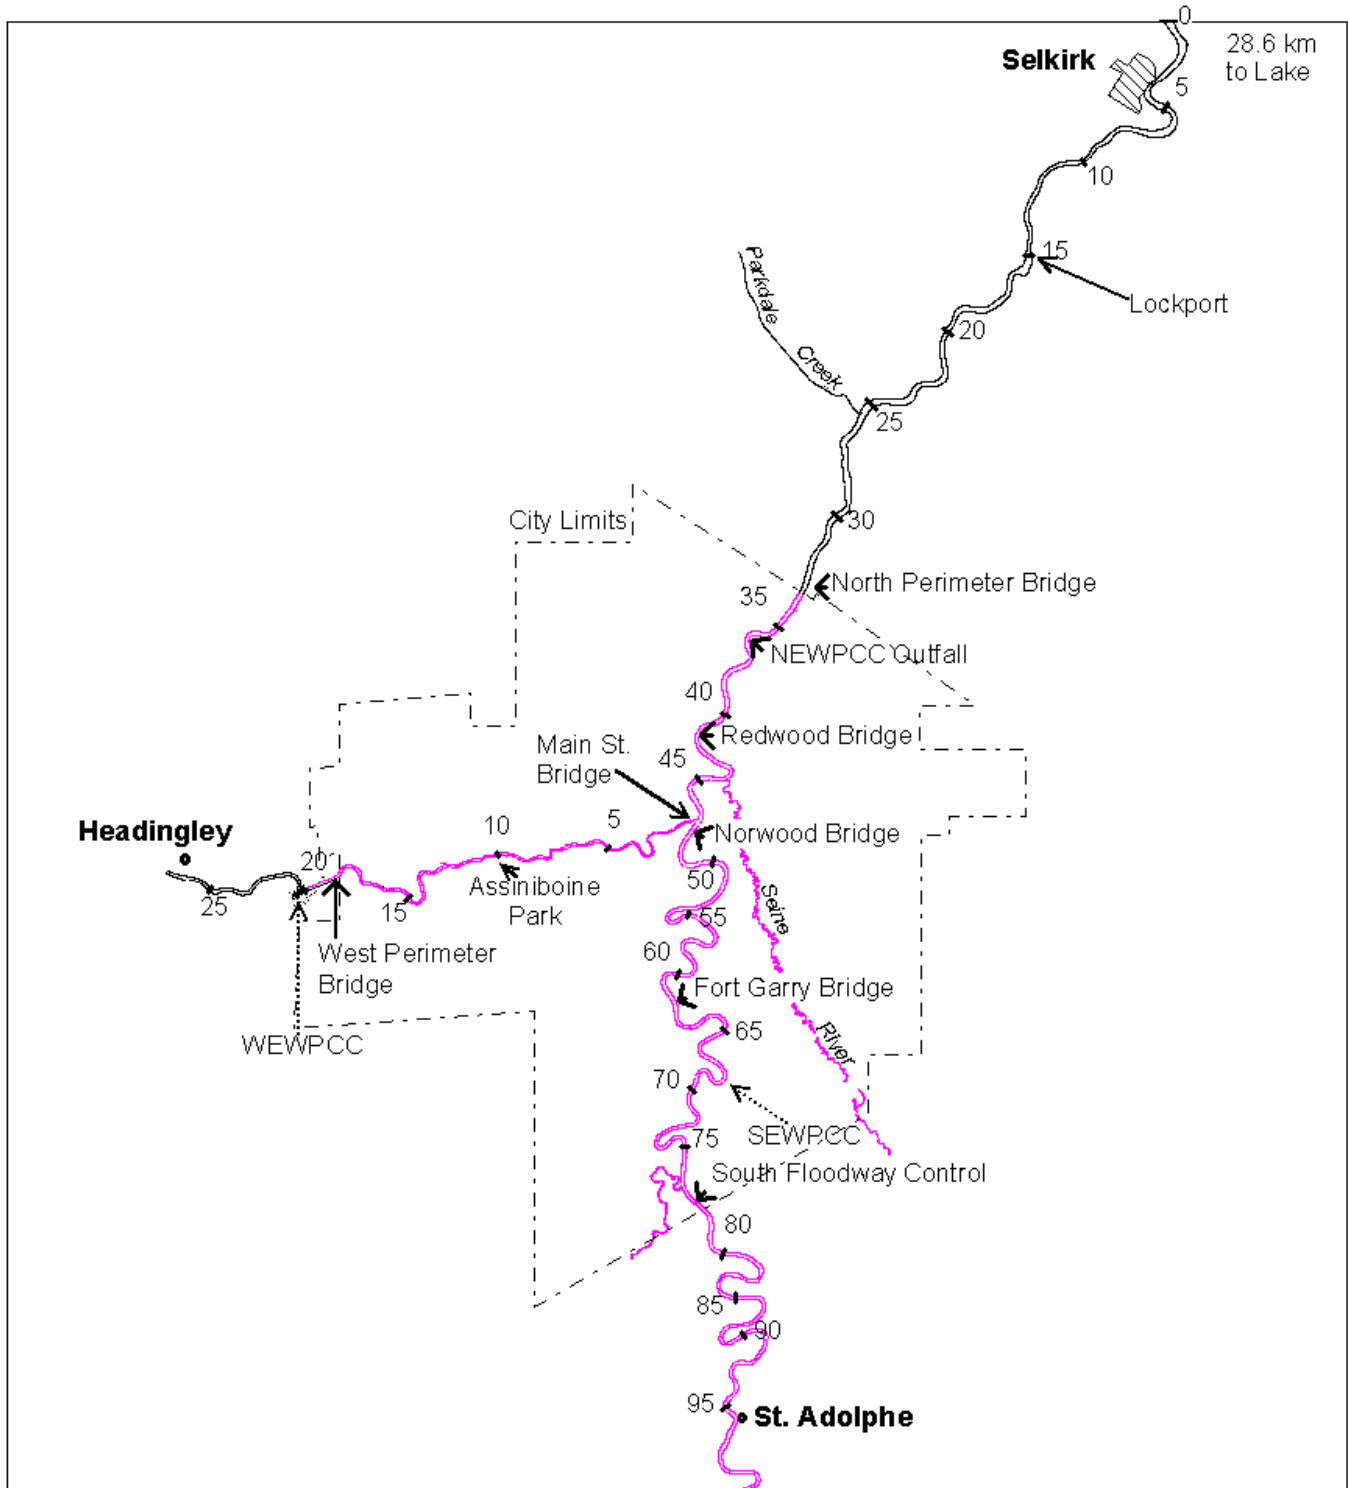 0
28.6 km
to Lake
Selkirk
5
10
15
Lockport
Parkdale
Creek
20
25
City Limits
30
North Perimeter Bridge
35
NEWPCC Outfall
40
Redwood Bridge
Main St.
Bridge
45
Headingley
10
5
Norwood Bridge
20
50
Assiniboine
Park
25
15
55
Seine
River
West Perimeter
Bridge
60
Fort Garry Bridge
WEWPCC
65
70
SEWPCC
75
South Floodway Control
80
85
90
95
St. Adolphe